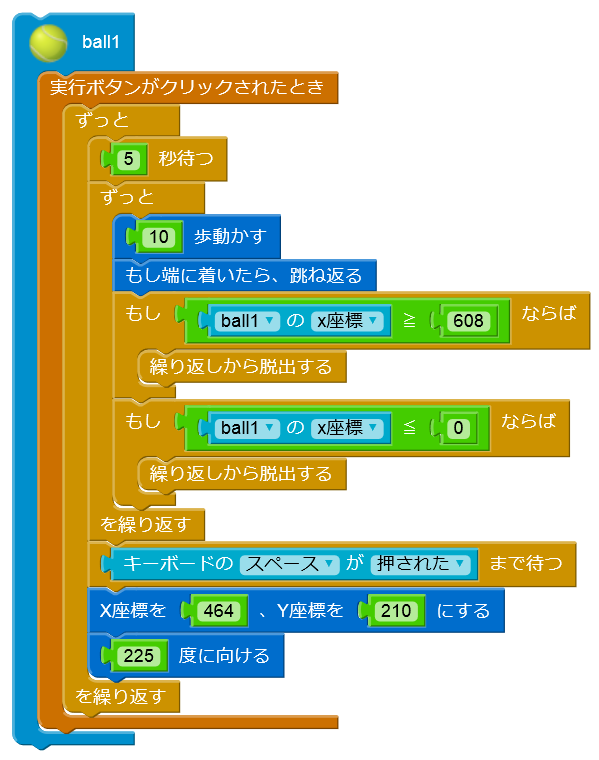 ball1
実行ボタンがクリックされたとき
ずっと
5 秒待つ
ずっと
10 歩動かす
もし端に着いたら、跳ね返る
もし ball1 の x座標 ≧ 608 ならば
繰り返しから脱出する
もし ball1 の x座標 ≦ 0 ならば
繰り返しから脱出する
を繰り返す
キーボードの スペース が 押された まで待つ
X座標を 464 、Y座標を 210 にする
225 度に向ける
を繰り返す